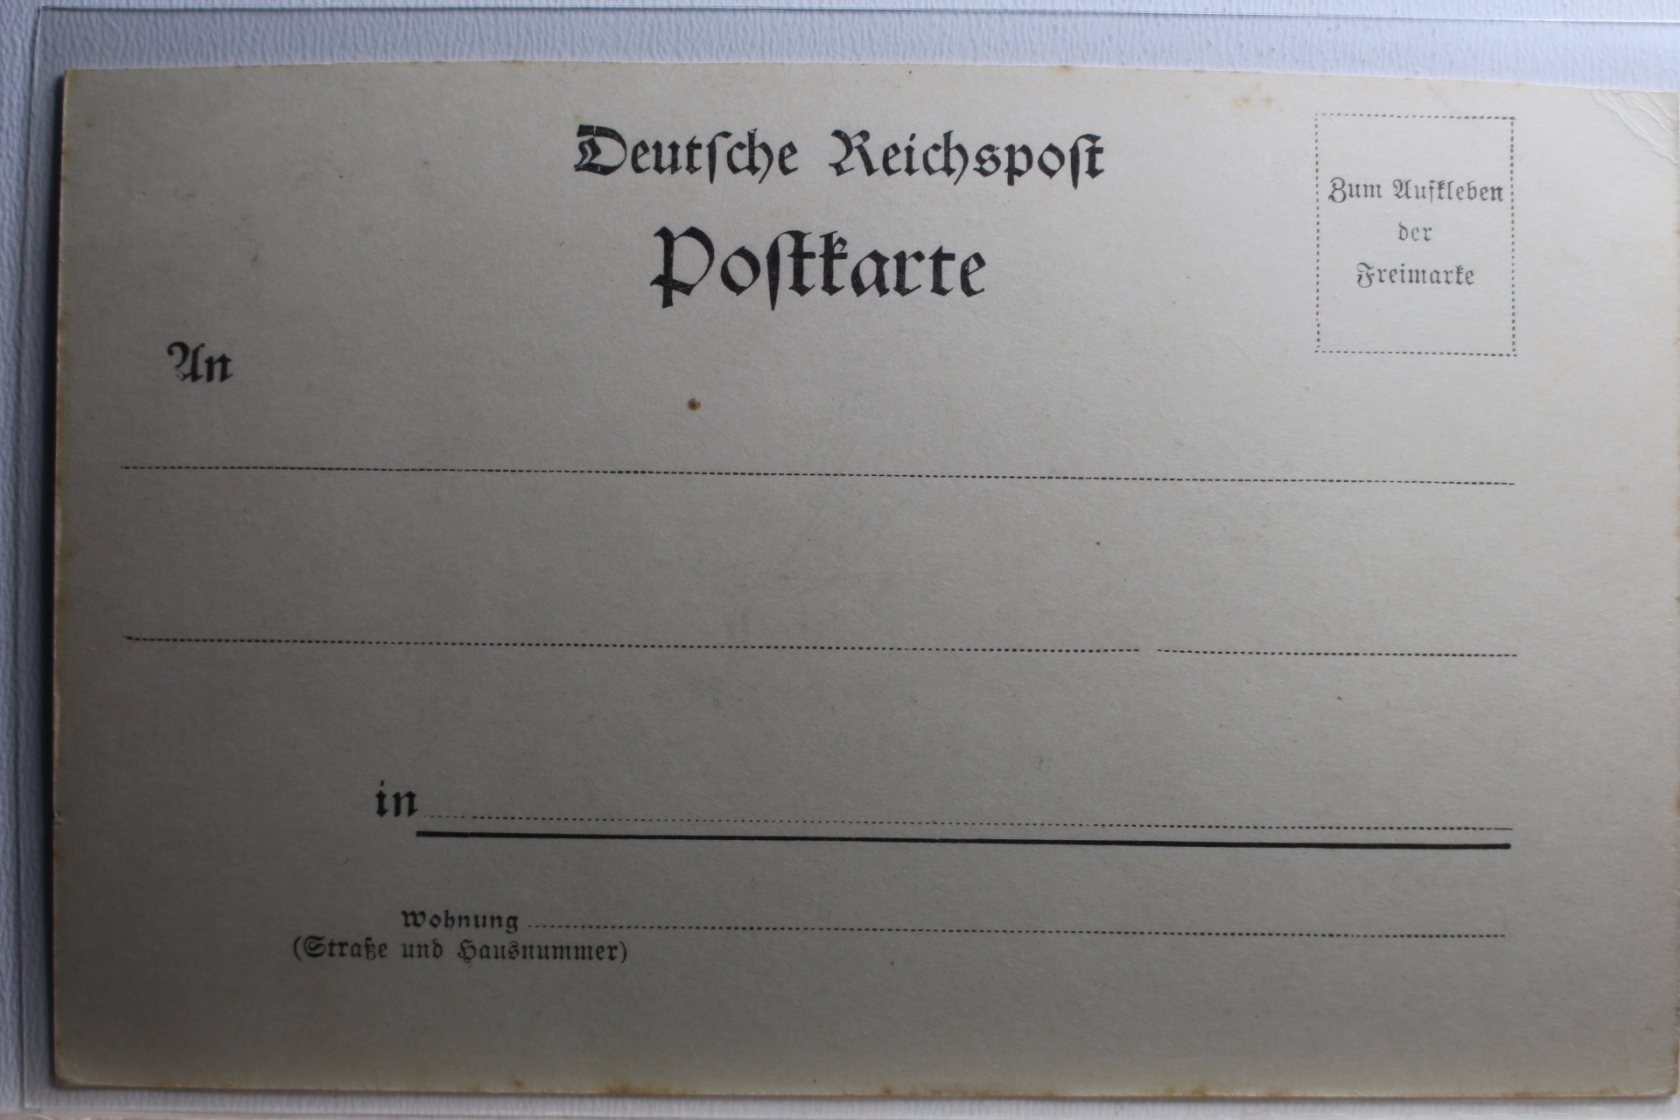 Deutsche Reichspost
Postkarte
Zum Aufkleben
der
Freimarke
An
in
Wohnung
(Straße und Hausnummer)